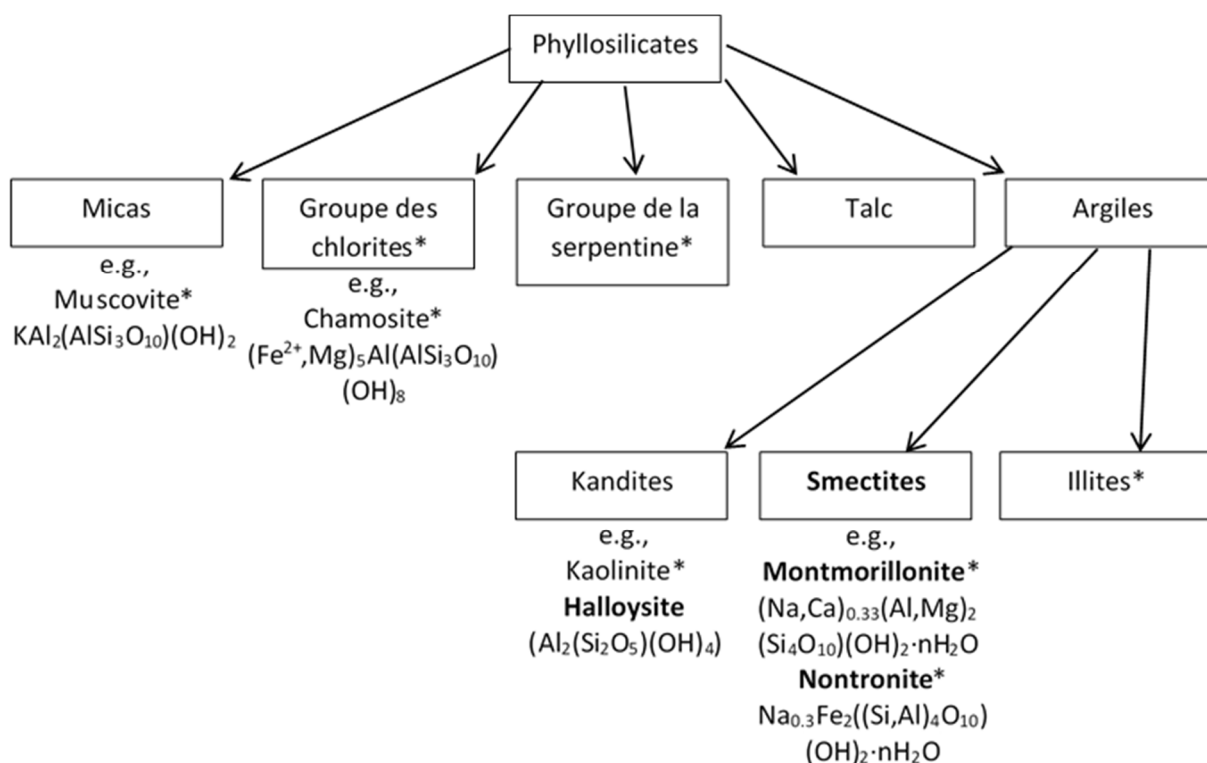 Phyllosilicates
Micas
e.g.,
Muscovite*
KAl₂(AlSi₃O₁₀)(OH)₂
Groupe des
chlorites*
e.g.,
Chamosite*
(Fe²⁺,Mg)₅Al(AlSi₃O₁₀)
(OH)₈
Groupe de la
serpentine*
Talc
Argiles
Kandites
e.g.,
Kaolinite*
Halloysite
(Al₂(Si₂O₅)(OH)₄)
Smectites
e.g.,
Montmorillonite*
(Na,Ca)₀.₃₃(Al,Mg)₂
(Si₄O₁₀)(OH)₂·nH₂O
Nontronite*
Na₀.₃Fe₂((Si,Al)₄O₁₀)
(OH)₂·nH₂O
Illites*